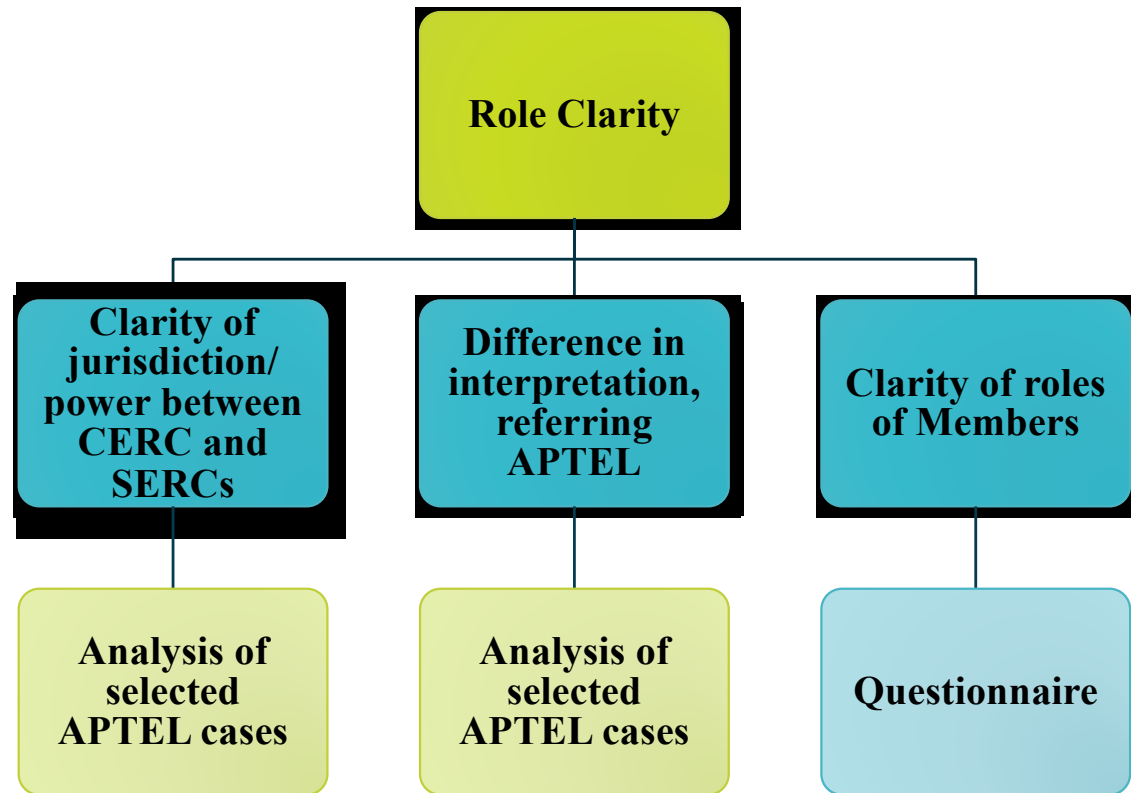 Role Clarity
Clarity of
jurisdiction/
power between
CERC and
SERCs
Difference in
interpretation,
referring
APTEL
Clarity of roles
of Members
Analysis of
selected
APTEL cases
Analysis of
selected
APTEL cases
Questionnaire